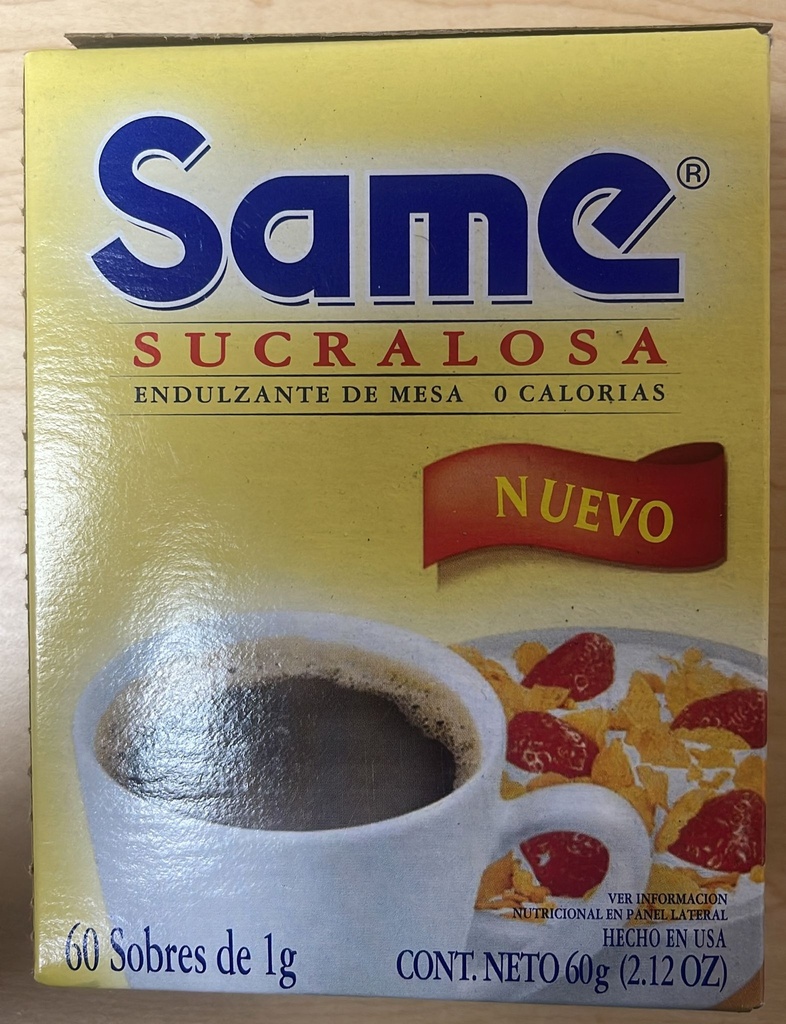 Same®
SUCRALOSA
ENDULZANTE DE MESA 0 CALORIAS
NUEVO
VER INFORMACION
NUTRICIONAL EN PANEL LATERAL
HECHO EN USA
60 Sobres de 1g
CONT. NETO 60g (2.12 OZ)